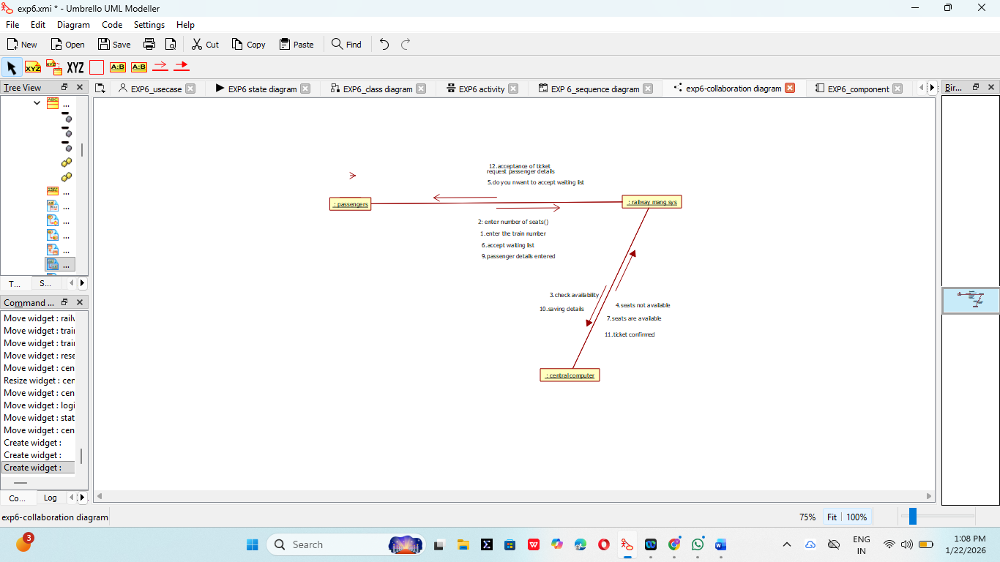 exp6.xmi * - Umbrello UML Modeller
File Edit Diagram Code Settings Help
New Open Save Cut Copy Paste Find
XYZ XYZ XYZ A:B A:B
Tree View
EXP6_usecase EXP6 state diagram EXP6_class diagram EXP6 activity EXP 6_sequence diagram exp6-collaboration diagram EXP6_component
Bir...
...
...
...
...
...
...
...
T... S...
Command ...
Move widget : railw
Move widget : trai
Move widget : trai
Move widget : rese
Move widget : cen
Resize widget : cer
Move widget : cen
Move widget : logi
Move widget : stat
Move widget : cen
Create widget :
Create widget :
Create widget :
Co... Log
12.acceptance of ticket
request passenger details
5.do you nwant to accept waiting list
: passengers
: railway mang sys
2: enter number of seats()
1.enter the train number
6.accept waiting list
9.passenger details entered
3.check availability
10.saving details
4.seats not available
7.seats are available
11.ticket confirmed
: central computer
exp6-collaboration diagram
75% Fit 100%
3
Search
ENG
IN
1:08 PM
1/22/2026